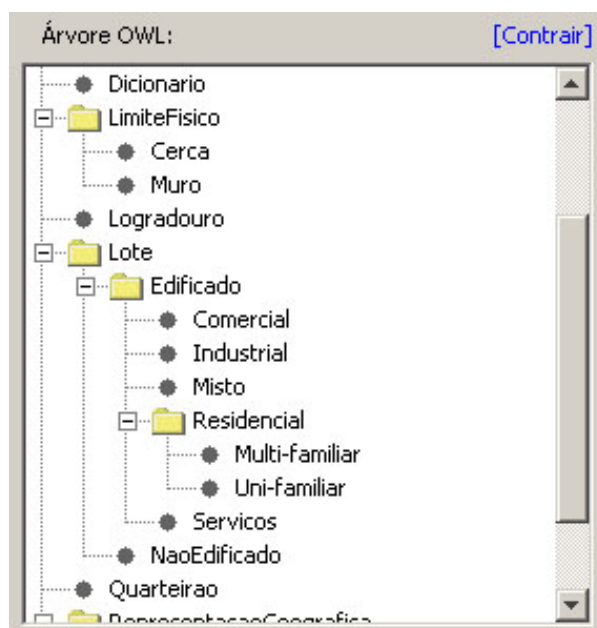 Árvore OWL: [Contrair]
Dicionario
LimiteFisico
Cerca
Muro
Logradouro
Lote
Edificado
Comercial
Industrial
Misto
Residencial
Multi-familiar
Uni-familiar
Servicos
NaoEdificado
Quarteirao
RepresentacaoGeografica